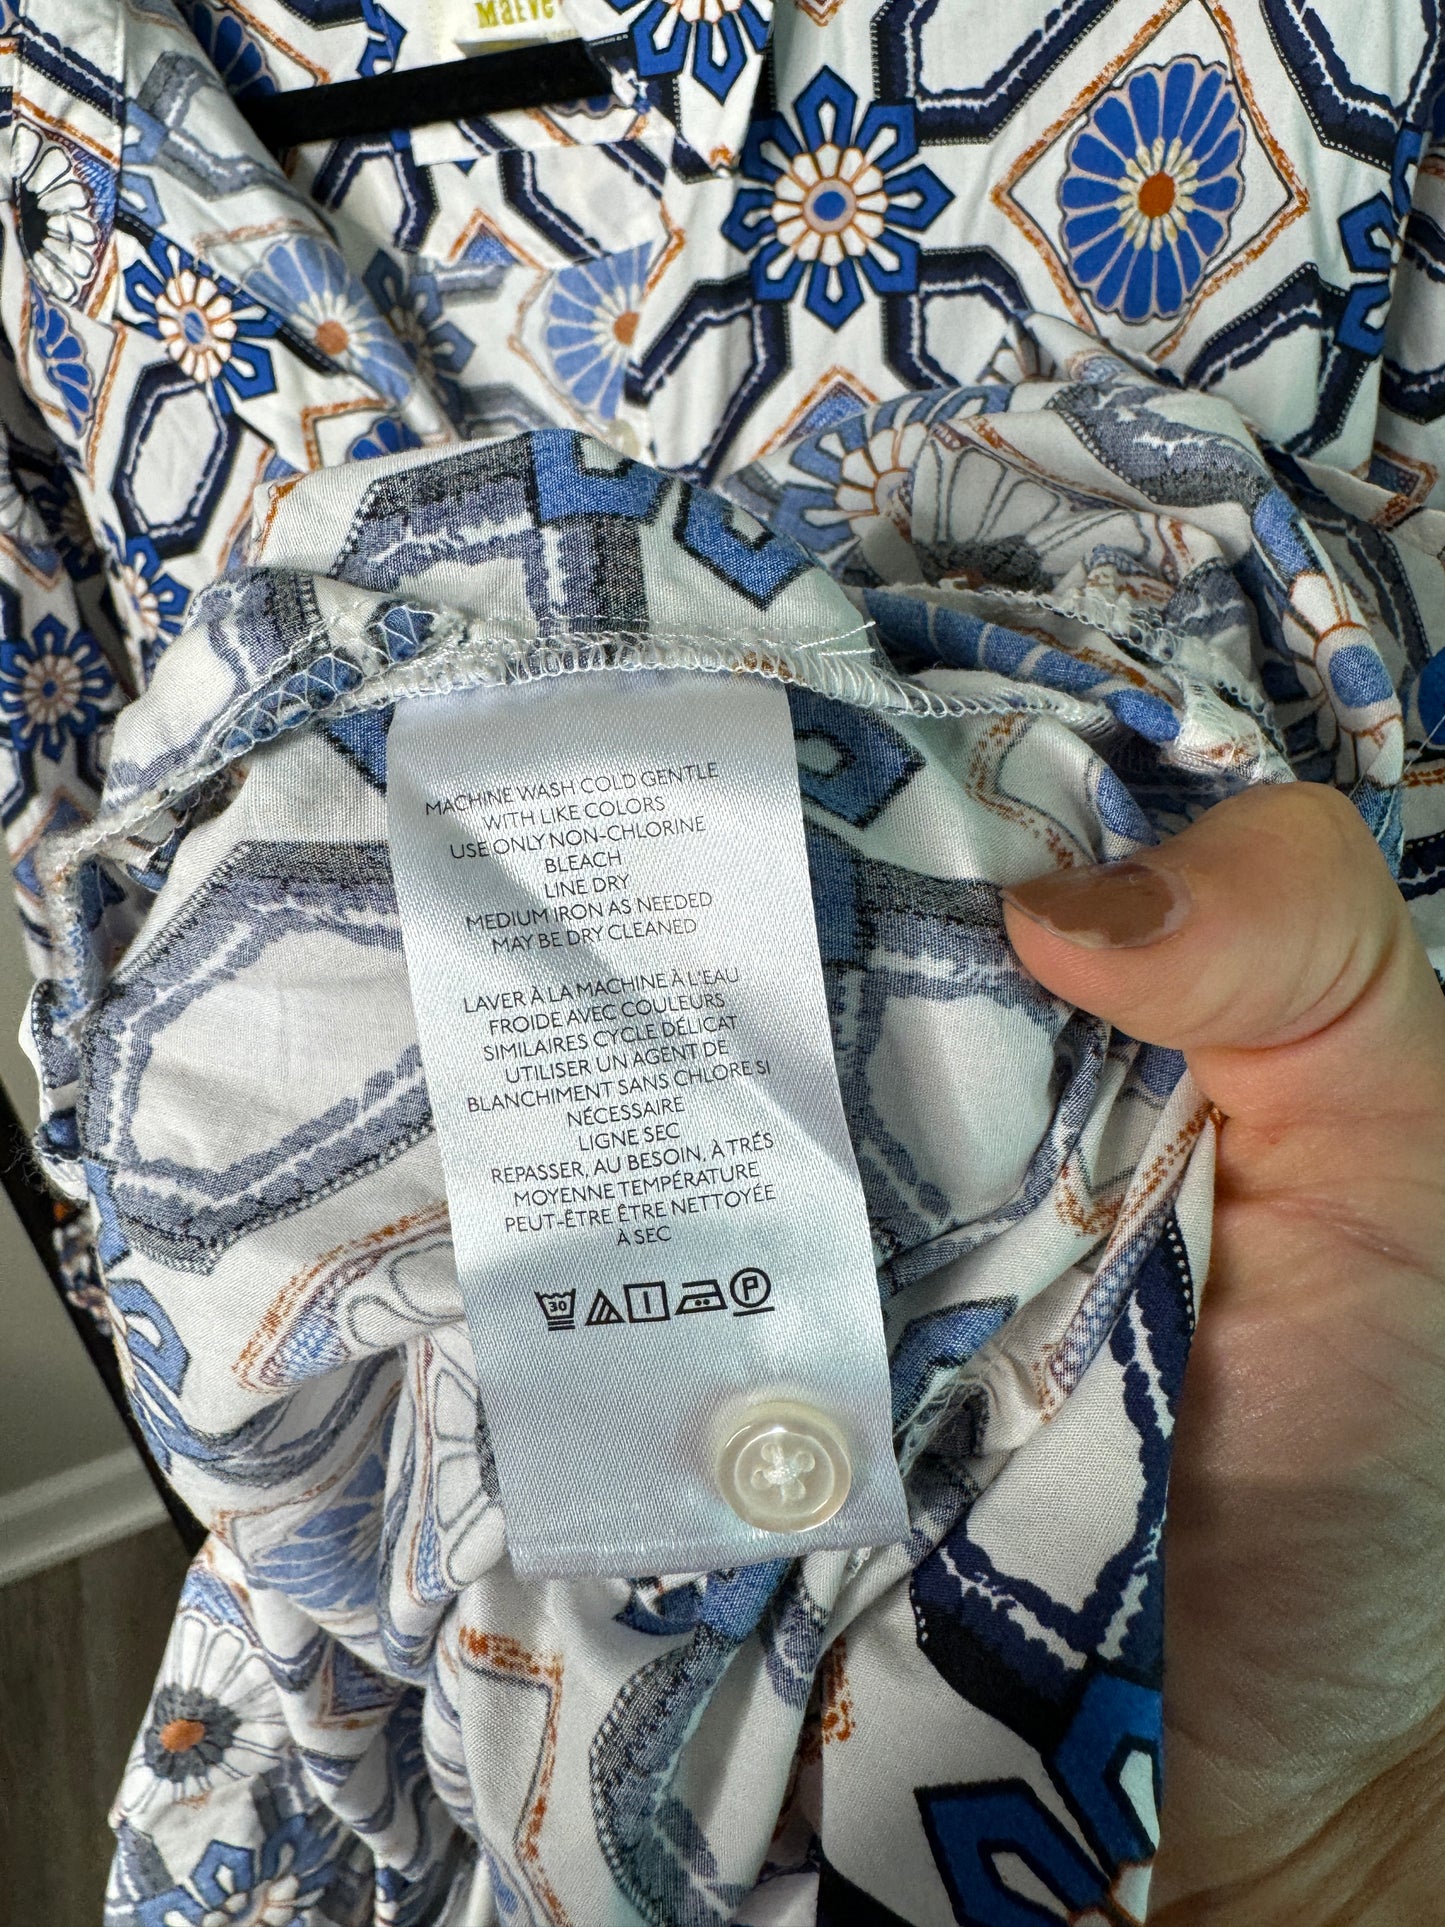 Maeve
MACHINE WASH COLD GENTLE
WITH LIKE COLORS
USE ONLY NON-CHLORINE
BLEACH
LINE DRY
MEDIUM IRON AS NEEDED
MAY BE DRY CLEANED
LAVER À LA MACHINE À L'EAU
FROIDE AVEC COULEURS
SIMILAIRES CYCLE DÉLICAT
UTILISER UN AGENT DE
BLANCHIMENT SANS CHLORE SI
NÉCESSAIRE
LIGNE SEC
REPASSER, AU BESOIN, À TRÉS
MOYENNE TEMPÉRATURE
PEUT-ÊTRE ÊTRE NETTOYÉE
À SEC
30 P